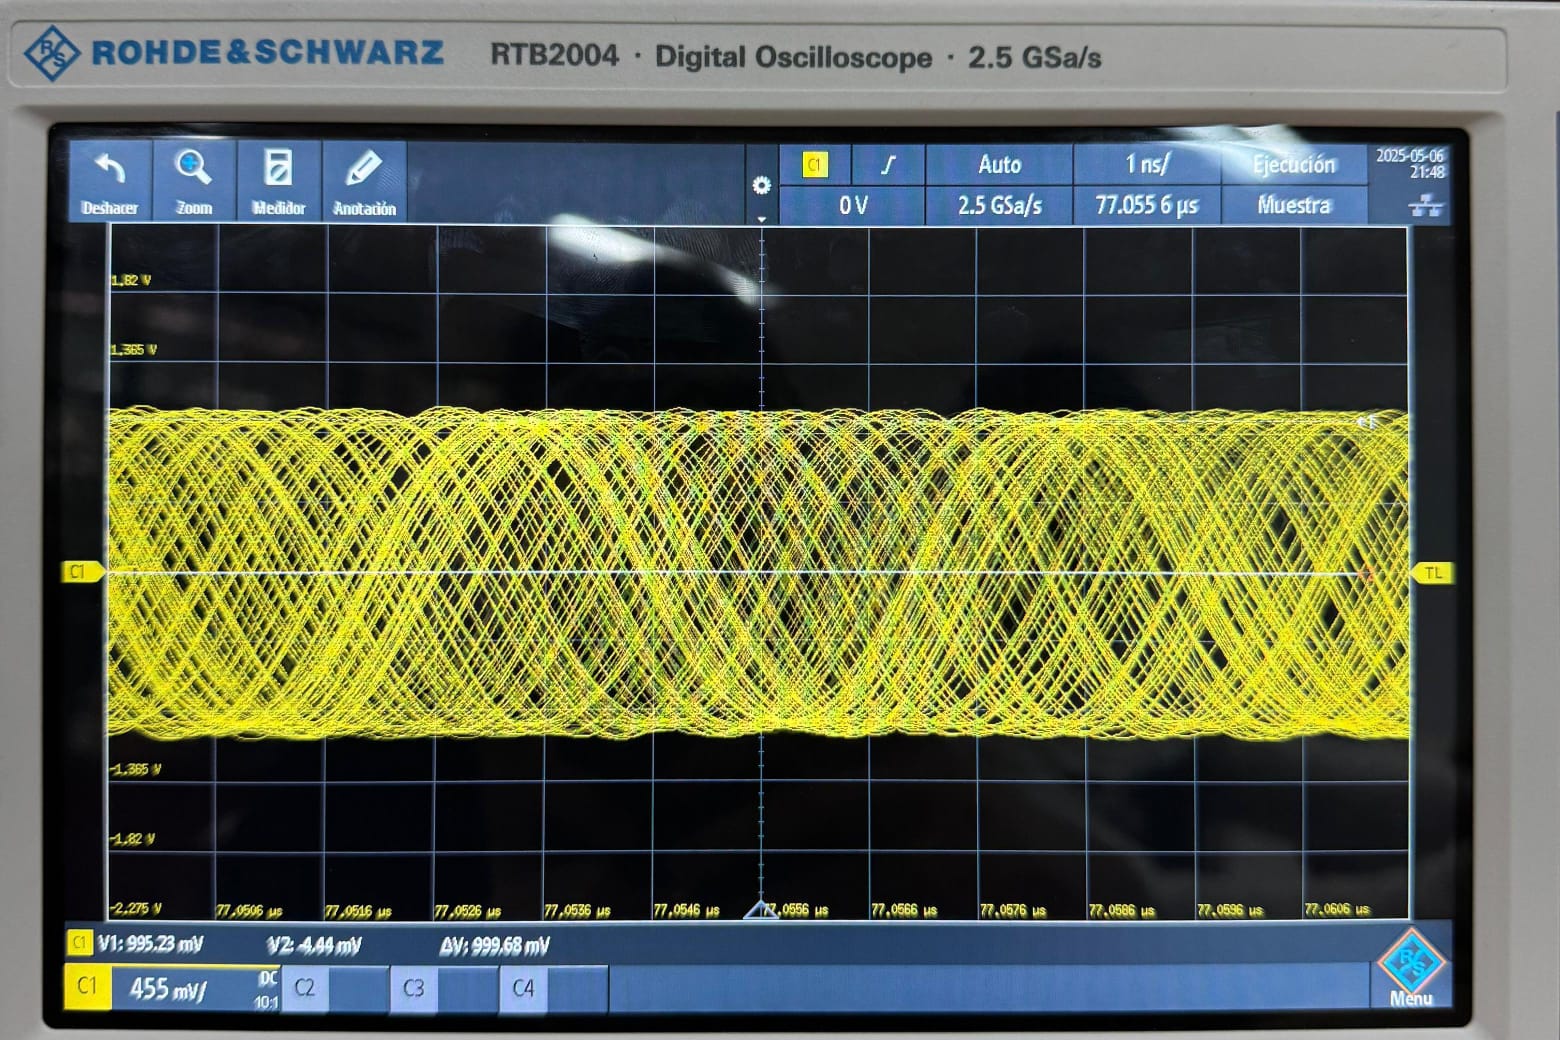 ROHDE & SCHWARZ RTB2004 · Digital Oscilloscope · 2.5 GSa/s
Deshacer Zoom Medidor Anotación
C1 Auto 1 ns/ Ejecución
0 V 2.5 GSa/s 77.055 6 µs Muestra
2025-05-06
21:48
1.82 V
1.365 V
C1 TL
-1.365 V
-1.82 V
-2.275 V 77.0506 µs 77.0516 µs 77.0526 µs 77.0536 µs 77.0546 µs 77.0556 µs 77.0566 µs 77.0576 µs 77.0586 µs 77.0596 µs 77.0606 µs
C1 V1: 995.23 mV V2: -4.44 mV ΔV: 999.68 mV
C1 455 mV/ DC
10:1
C2 C3 C4
R&S
Menu